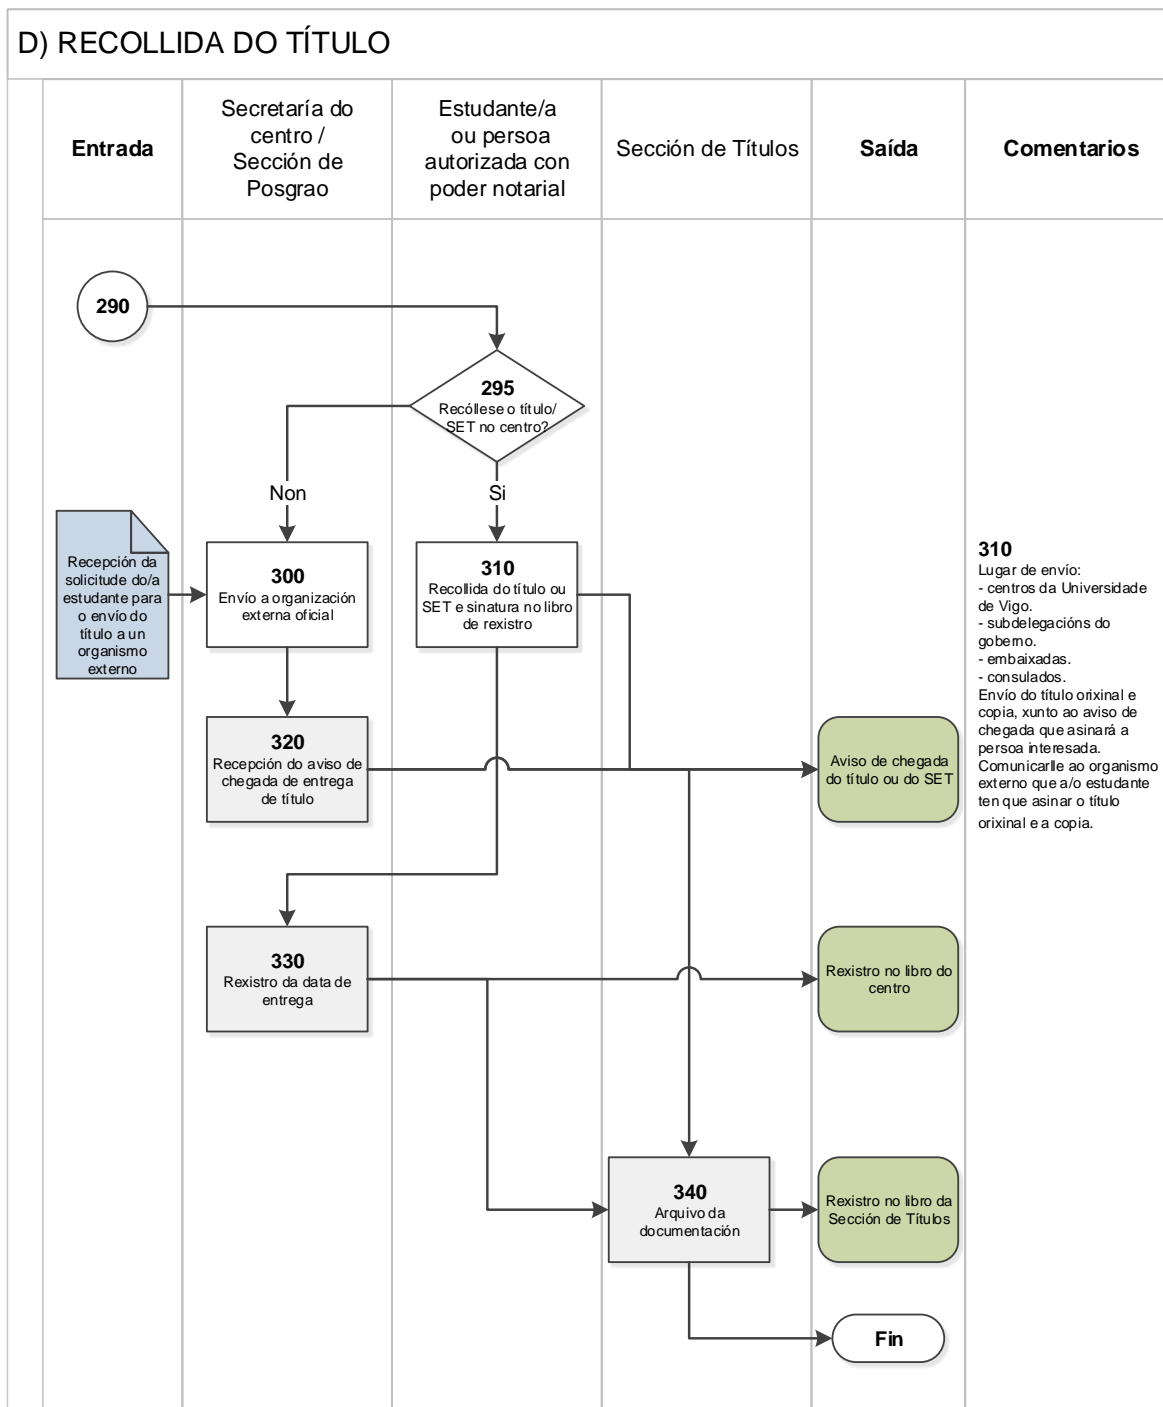 D) RECOLLIDA DO TÍTULO
Entrada
Secretaría do
centro /
Sección de
Posgrao
Estudante/a
ou persoa
autorizada con
poder notarial
Sección de Títulos
Saída
Comentarios
290
295
Recóllese o título/
SET no centro?
Non
Si
Recepción da
solicitude do/a
estudante para
o envío do
título a un
organismo
externo
300
Envío a organización
externa oficial
310
Recollida do título ou
SET e sinatura no libro
de rexistro
310
Lugar de envío:
- centros da Universidade
de Vigo.
- subdelegacións do
goberno.
- embaixadas.
- consulados.
Envío do título orixinal e
copia, xunto ao aviso de
chegada que asinará a
persoa interesada.
Comunicarlle ao organismo
externo que a/o estudante
ten que asinar o título
orixinal e a copia.
320
Recepción do aviso de
chegada de entrega
de título
Aviso de chegada
do título ou do SET
330
Rexistro da data de
entrega
Rexistro no libro do
centro
340
Arquivo da
documentación
Rexistro no libro da
Sección de Títulos
Fin